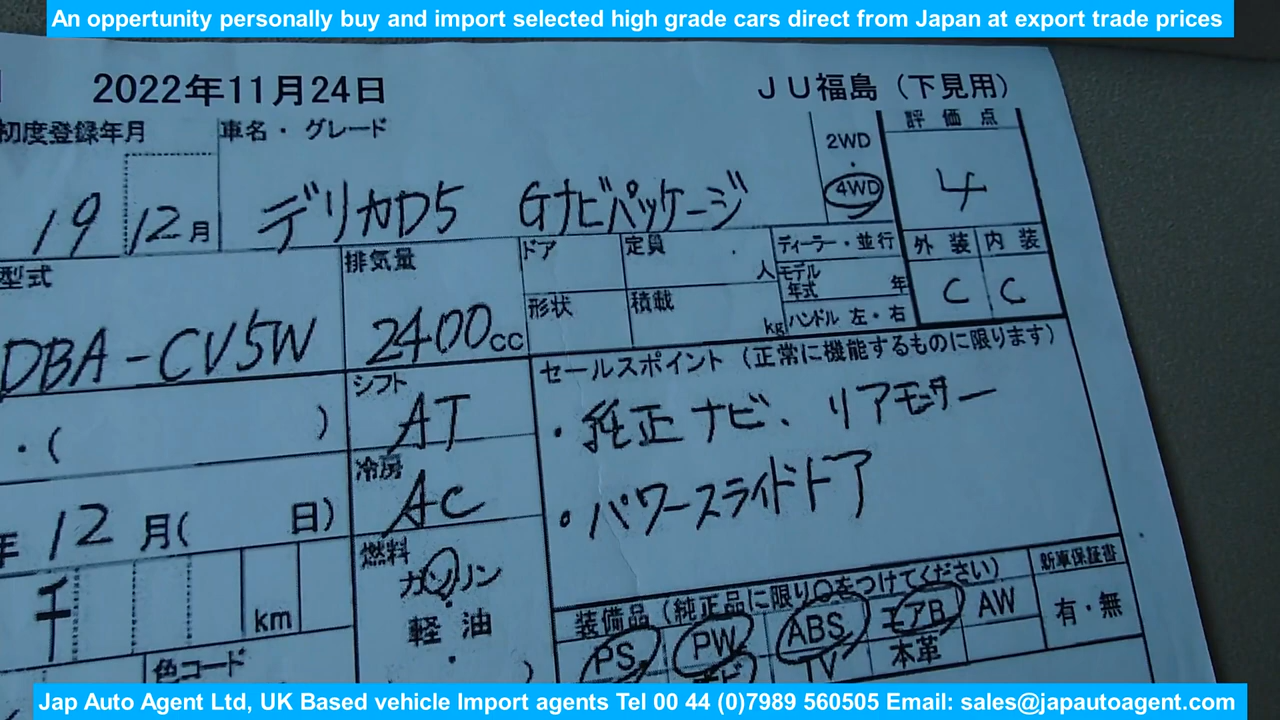 An oppertunity personally buy and import selected high grade cars direct from Japan at export trade prices
2022年11月24日
JU福島（下見用）
初度登録年月
車名・グレード
2WD
・
4WD
評価点
19
12月
デリカD5 Gナビパッケージ
4
型式
排気量
ドア
定員
人
ディーラー・並行
外装
内装
形状
積載
kg
モデル年式
年
C
C
ハンドル 左・右
DBA-CV5W
2400cc
セールスポイント（正常に機能するものに限ります）
シフト
・純正ナビ、リアモニター
・(
)
AT
冷房
・パワースライドドア
年12月(
日)
AC
燃料
ガソリン
・
軽油
・
)
新車保証書
装備品（純正品に限り○をつけてください）
有・無
千
km
PS
PW
ABS
エアB
AW
ナビ
TV
本革
色コード
Jap Auto Agent Ltd, UK Based vehicle Import agents Tel 00 44 (0)7989 560505 Email: sales@japautoagent.com